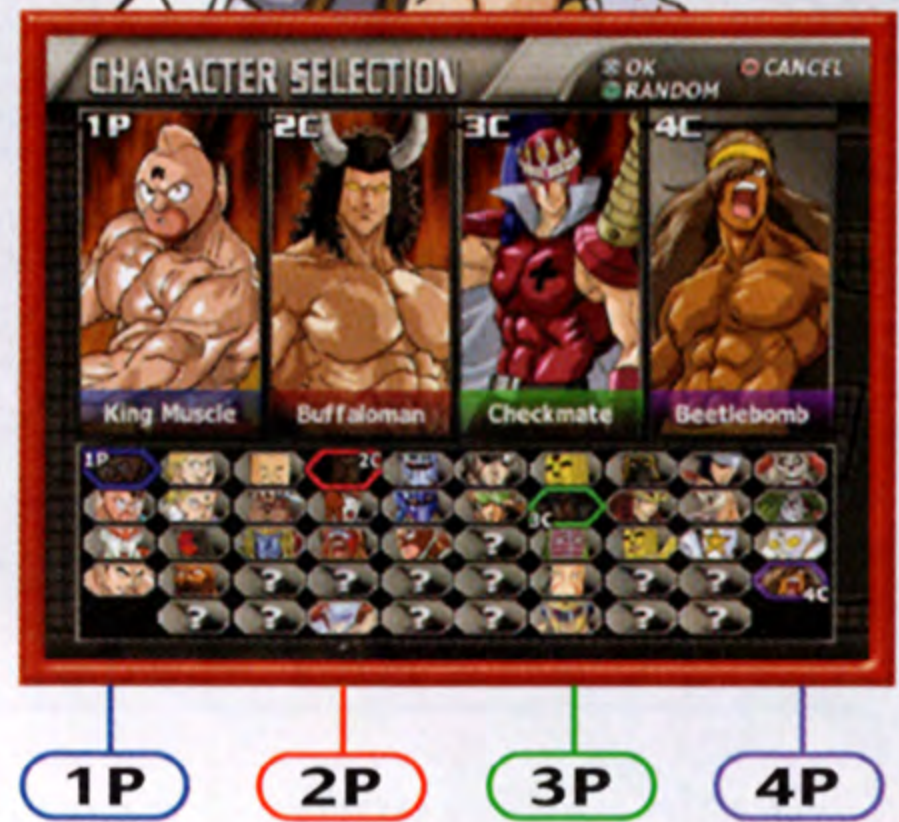 CHARACTER SELECTION
OK
CANCEL
RANDOM
1P 2C 3C 4C
King Muscle Buffaloman Checkmate Beetlebomb
1P 2C
3C
?
? ? ? ? ? ? 4C
? ? ? ? ? ?
1P 2P 3P 4P